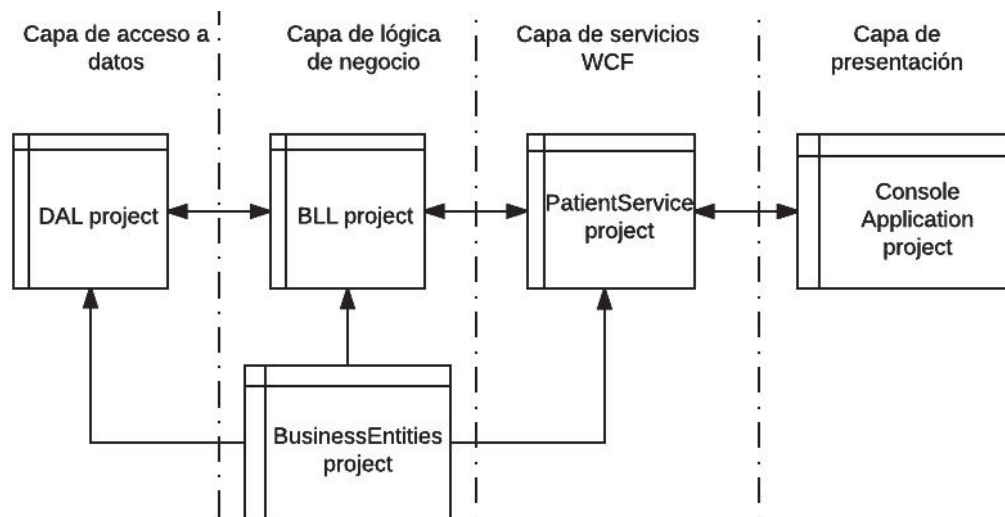 Capa de acceso a
datos
Capa de lógica
de negocio
Capa de servicios
WCF
Capa de
presentación
DAL project
BLL project
PatientService
project
Console
Application
project
BusinessEntities
project